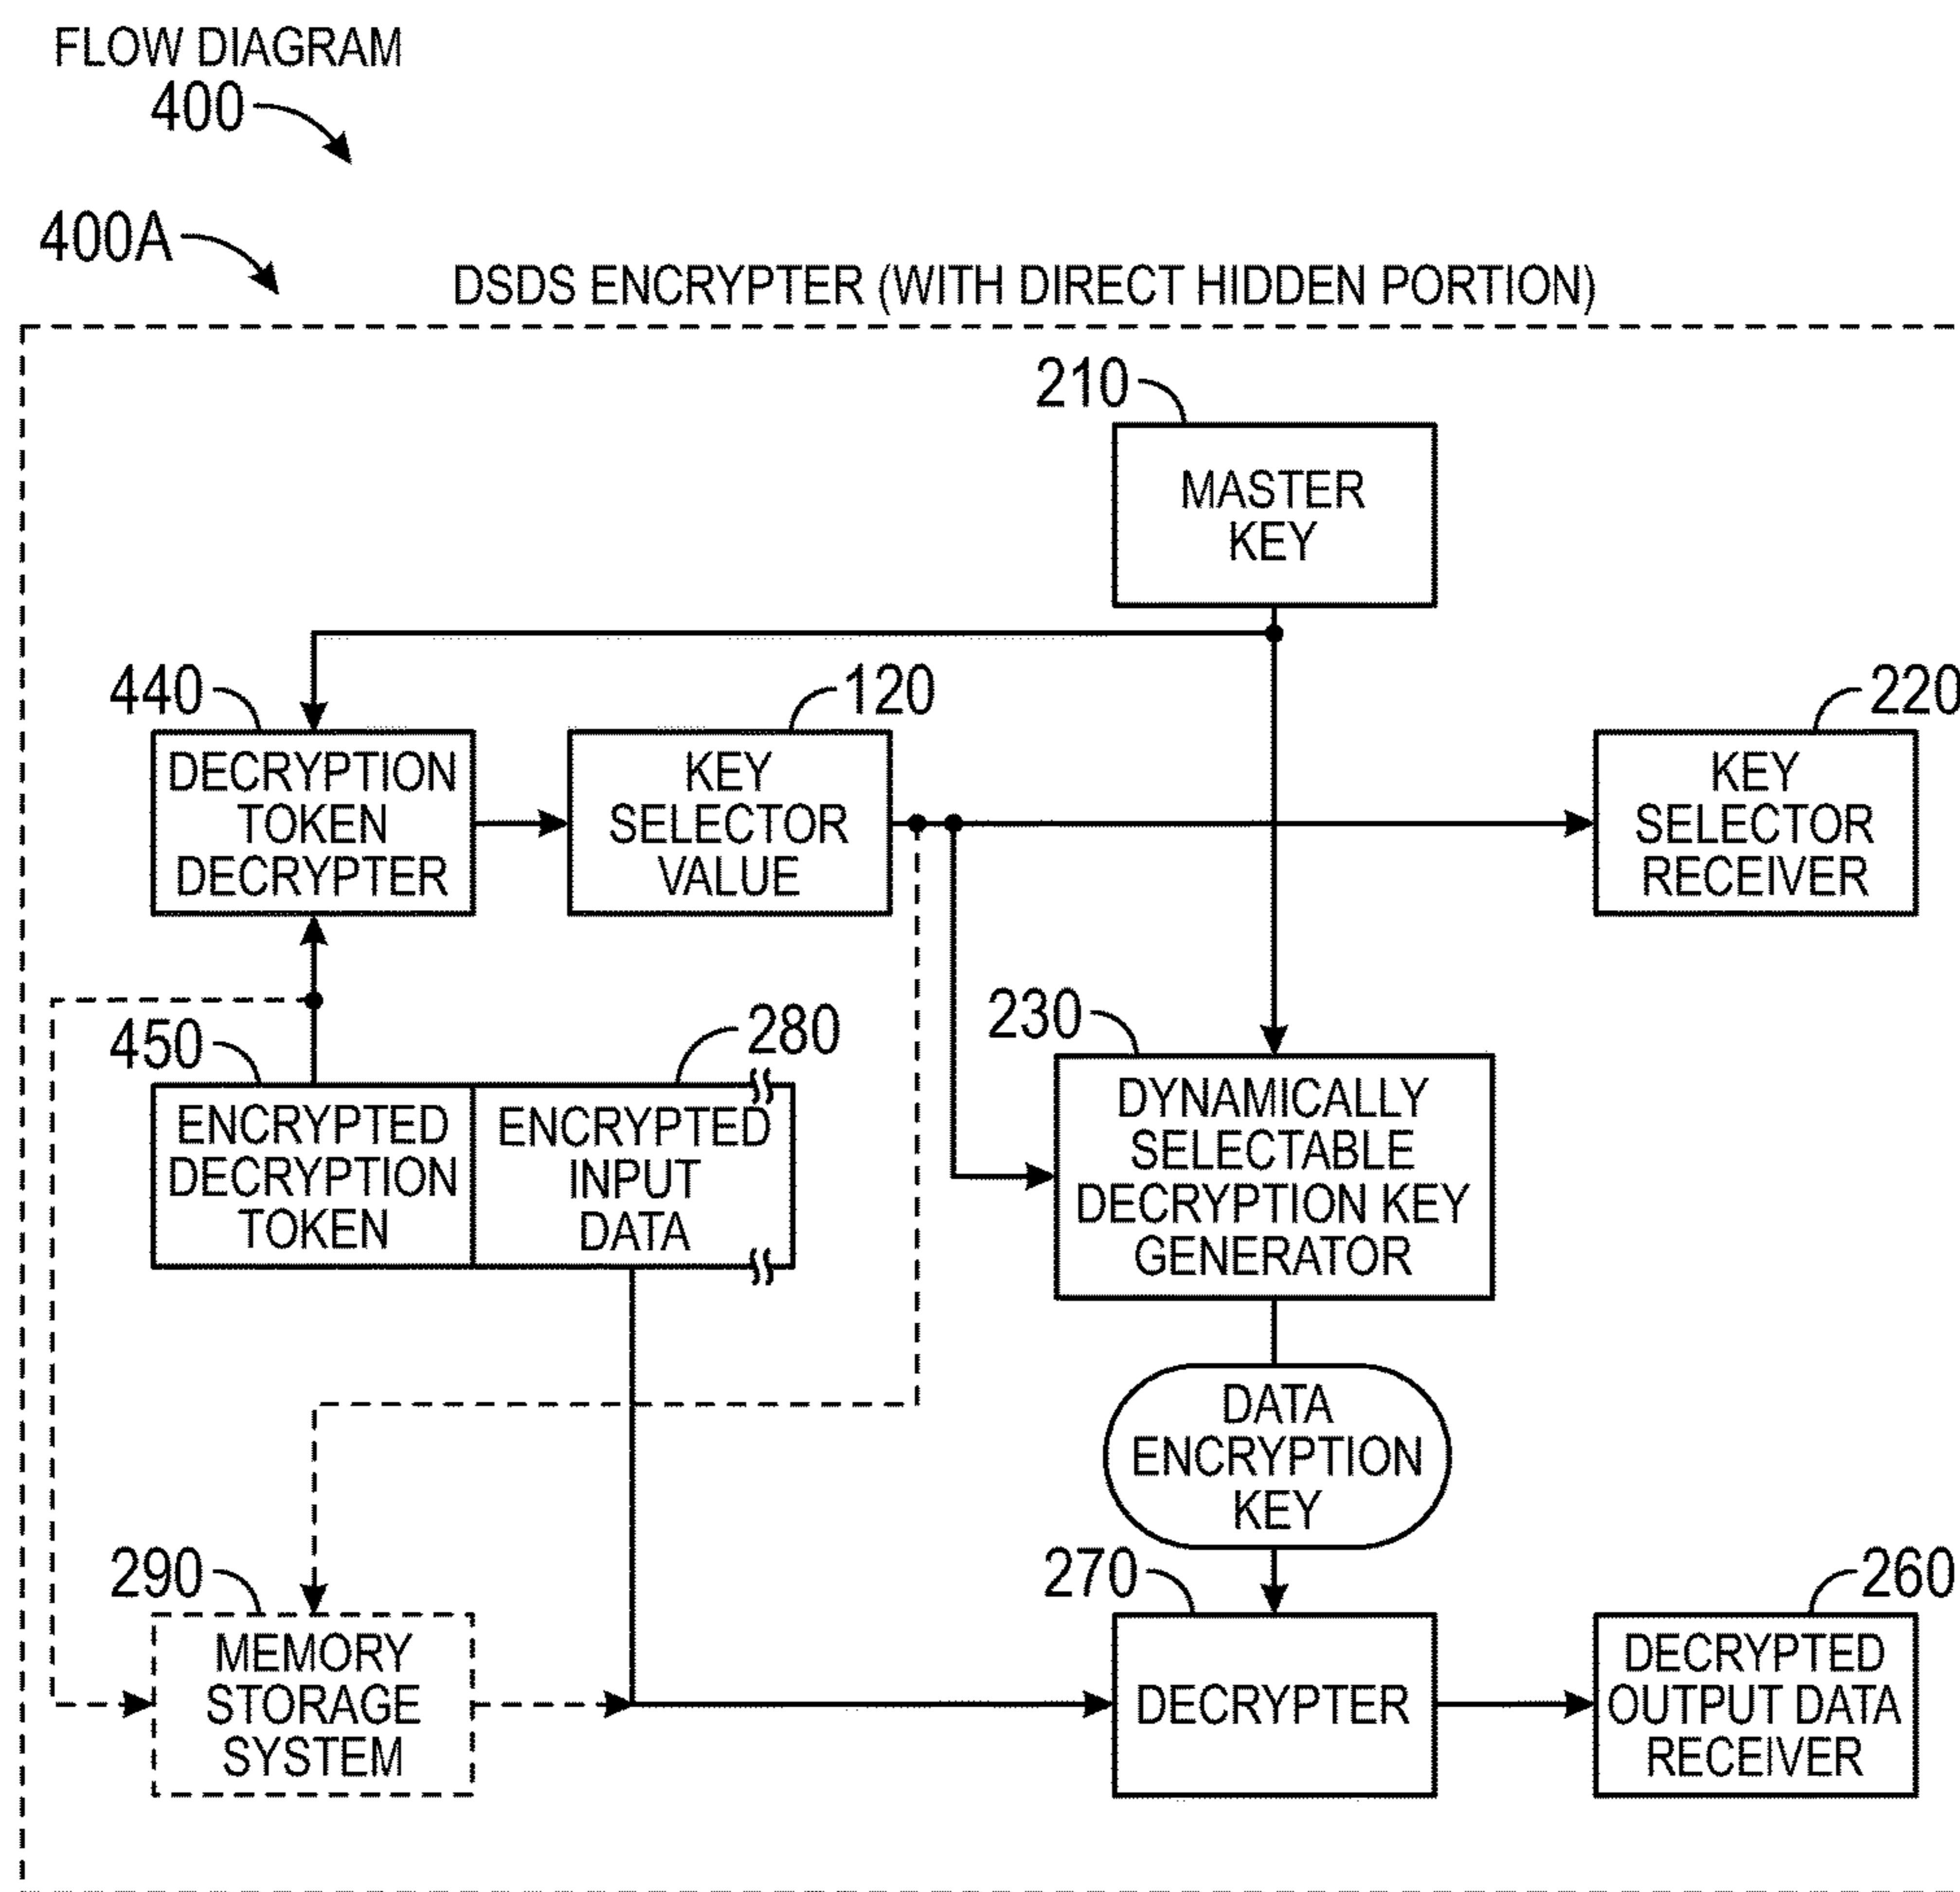 FLOW DIAGRAM
400
400A
DSDS ENCRYPTER (WITH DIRECT HIDDEN PORTION)
210
MASTER
KEY
440
DECRYPTION
TOKEN
DECRYPTER
120
KEY
SELECTOR
VALUE
220
KEY
SELECTOR
RECEIVER
450
ENCRYPTED
DECRYPTION
TOKEN
280
ENCRYPTED
INPUT
DATA
230
DYNAMICALLY
SELECTABLE
DECRYPTION KEY
GENERATOR
DATA
ENCRYPTION
KEY
290
MEMORY
STORAGE
SYSTEM
270
DECRYPTER
260
DECRYPTED
OUTPUT DATA
RECEIVER